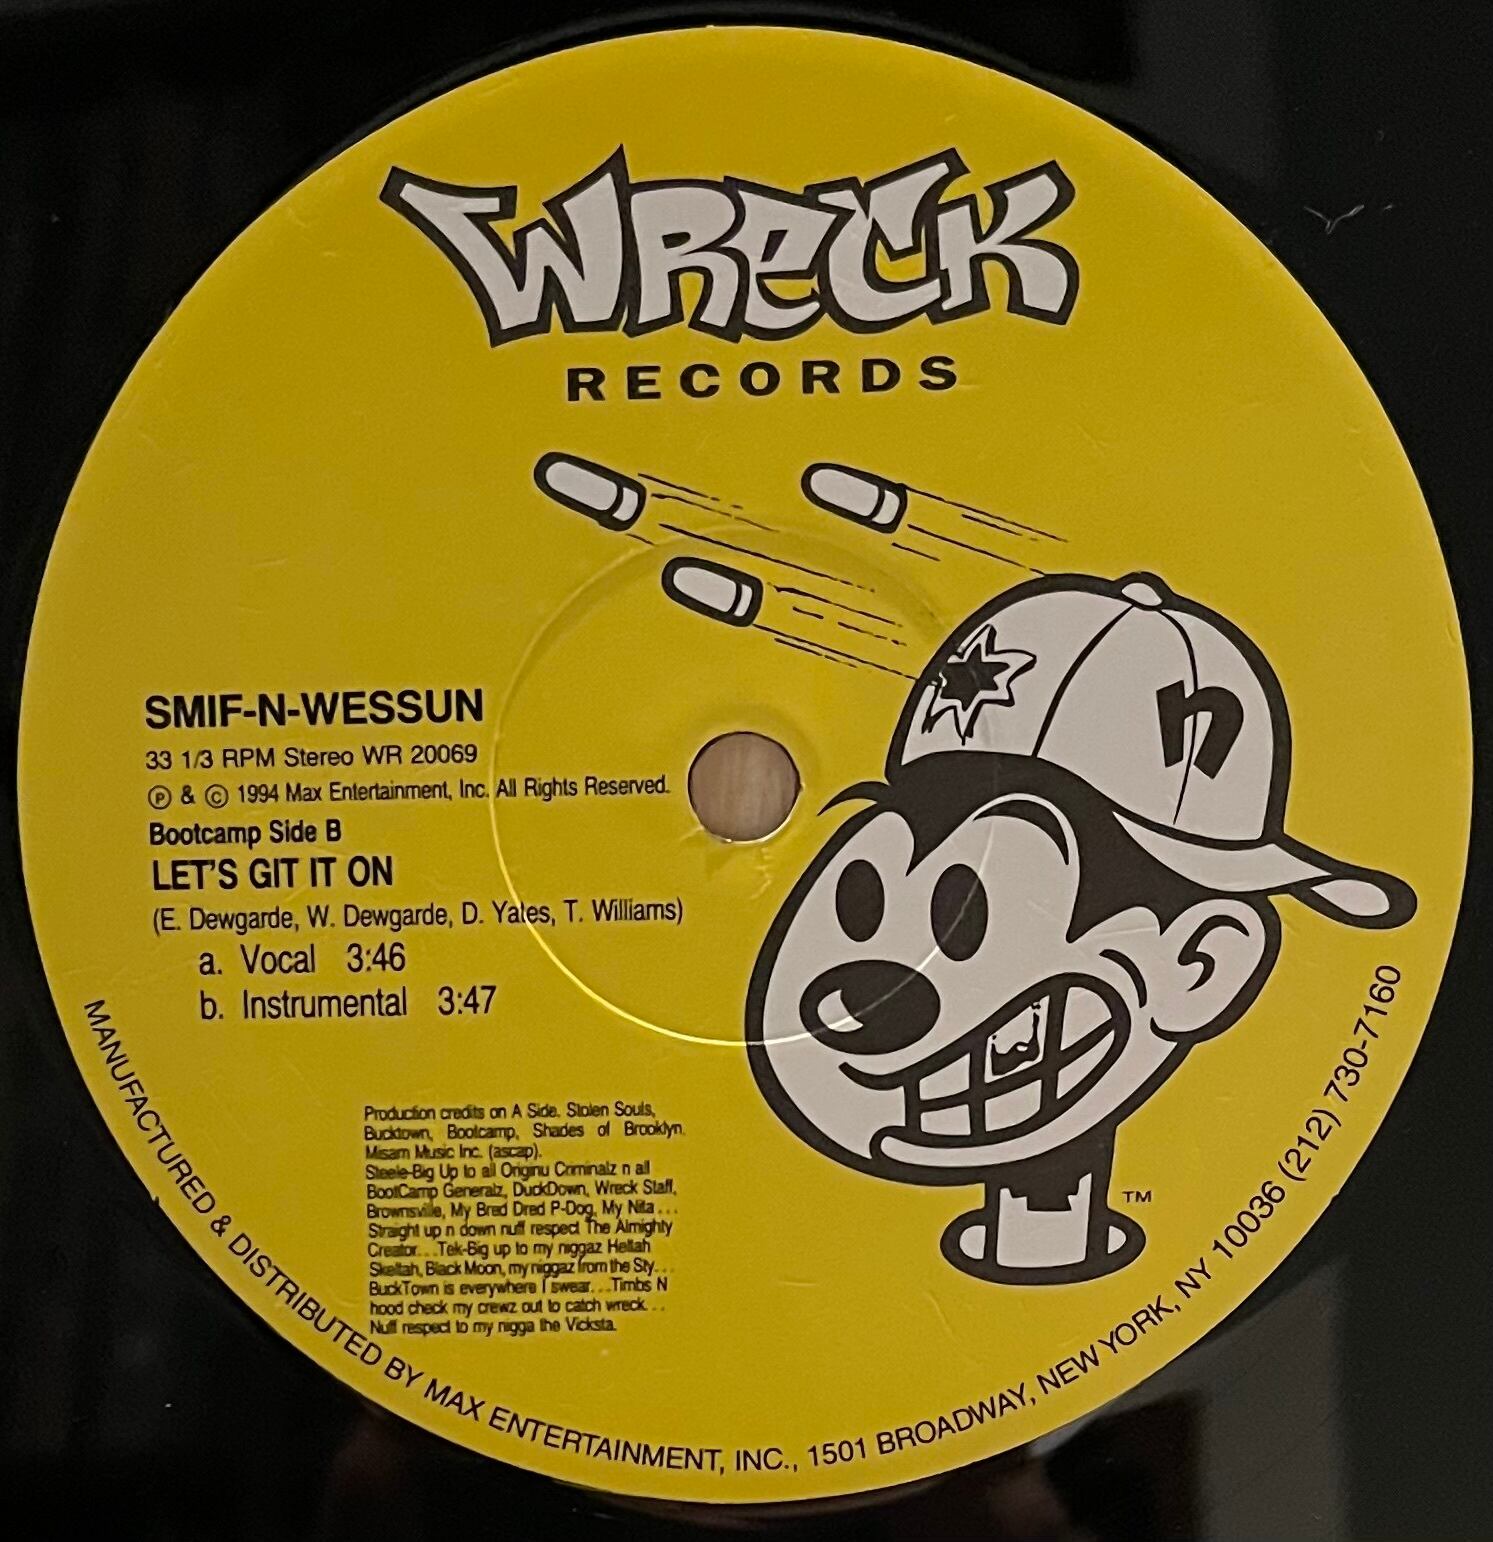 WRECK
RECORDS
n
SMIF-N-WESSUN
33 1/3 RPM Stereo WR 20069
℗ & © 1994 Max Entertainment, Inc. All Rights Reserved.
Bootcamp Side B
LET'S GIT IT ON
(E. Dewgarde, W. Dewgarde, D. Yates, T. Williams)
a. Vocal 3:46
b. Instrumental 3:47
Production credits on A Side. Stolen Souls,
Bucktown, Bootcamp, Shades of Brooklyn.
Misam Music Inc. (ascap).
Steele-Big Up to all Originu Criminalz n all
BootCamp Generalz, DuckDown, Wreck Staff,
Brownsville, My Bred Dred P-Dog, My Nita...
Straight up n down nuff respect The Almighty
Creator...Tek-Big up to my niggaz Heltah
Skeltah, Black Moon, my niggaz from the Sty...
BuckTown is everywhere I swear...Timbs N
hood check my crewz out to catch wreck...
Nuff respect to my nigga the Vicksta.
TM
MANUFACTURED & DISTRIBUTED BY MAX ENTERTAINMENT, INC., 1501 BROADWAY, NEW YORK, NY 10036 (212) 730-7160